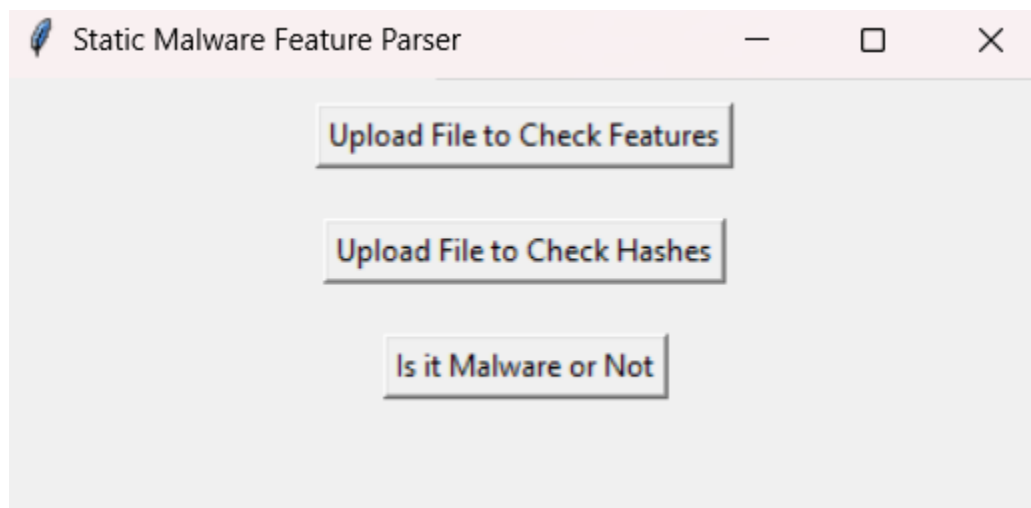 Static Malware Feature Parser
Upload File to Check Features
Upload File to Check Hashes
Is it Malware or Not